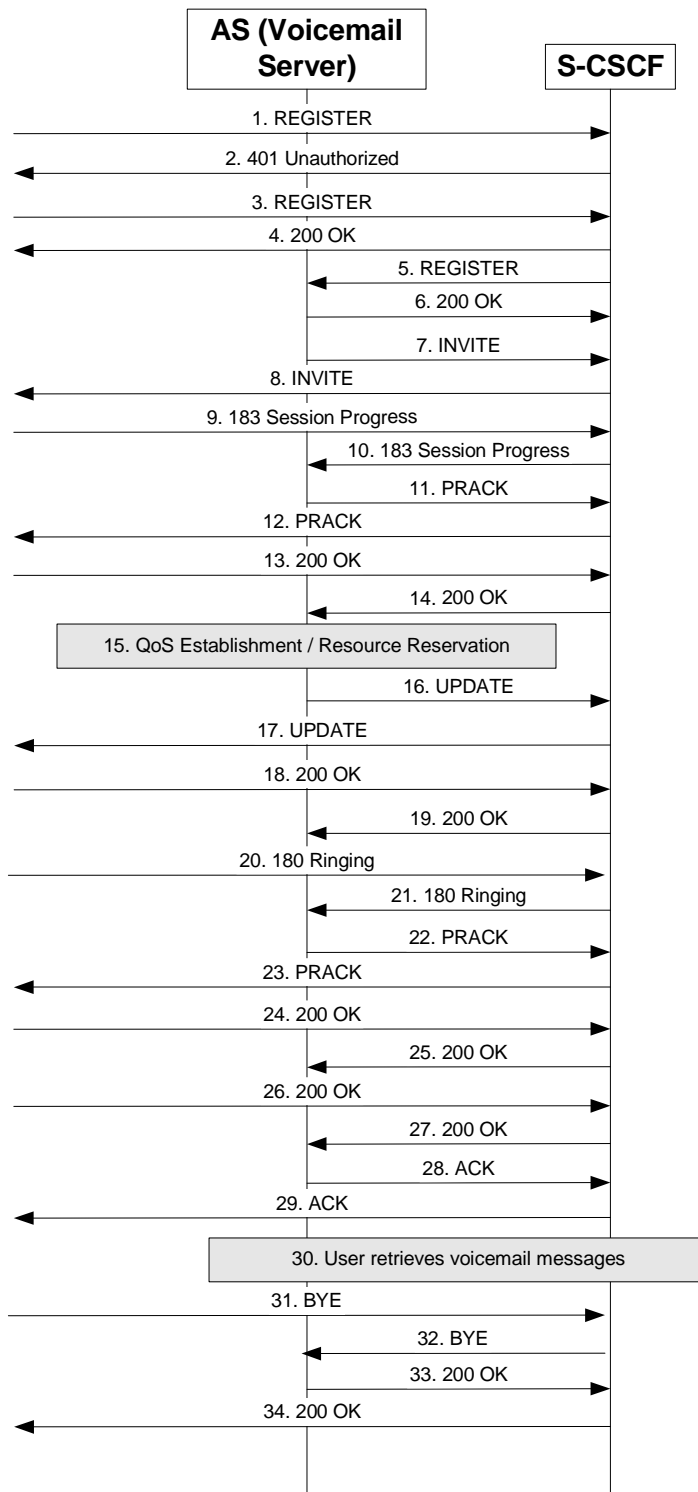 AS (Voicemail
Server)
S-CSCF
1. REGISTER
2. 401 Unauthorized
3. REGISTER
4. 200 OK
5. REGISTER
6. 200 OK
7. INVITE
8. INVITE
9. 183 Session Progress
10. 183 Session Progress
11. PRACK
12. PRACK
13. 200 OK
14. 200 OK
15. QoS Establishment / Resource Reservation
16. UPDATE
17. UPDATE
18. 200 OK
19. 200 OK
20. 180 Ringing
21. 180 Ringing
22. PRACK
23. PRACK
24. 200 OK
25. 200 OK
26. 200 OK
27. 200 OK
28. ACK
29. ACK
30. User retrieves voicemail messages
31. BYE
32. BYE
33. 200 OK
34. 200 OK